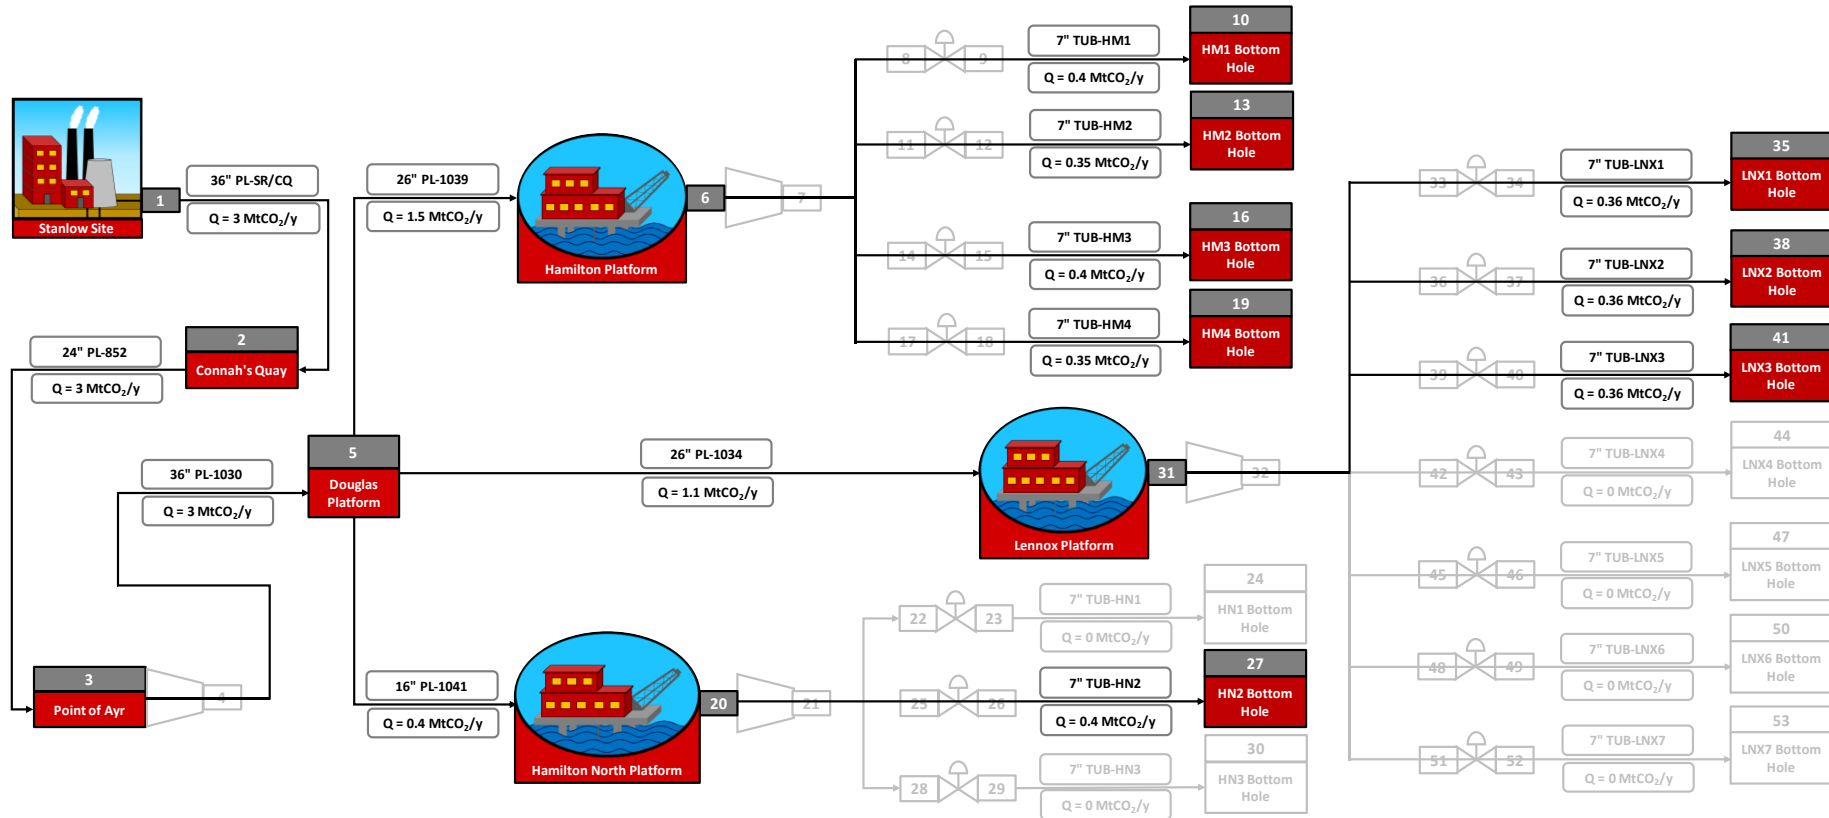 1
Stanlow Site
36" PL-SR/CQ
Q = 3 MtCO₂/y
2
Connah's Quay
24" PL-852
Q = 3 MtCO₂/y
3
Point of Ayr
4
36" PL-1030
Q = 3 MtCO₂/y
5
Douglas
Platform
26" PL-1039
Q = 1.5 MtCO₂/y
Hamilton Platform
6
7
8
9
7" TUB-HM1
Q = 0.4 MtCO₂/y
10
HM1 Bottom
Hole
11
12
7" TUB-HM2
Q = 0.35 MtCO₂/y
13
HM2 Bottom
Hole
14
15
7" TUB-HM3
Q = 0.4 MtCO₂/y
16
HM3 Bottom
Hole
17
18
7" TUB-HM4
Q = 0.35 MtCO₂/y
19
HM4 Bottom
Hole
26" PL-1034
Q = 1.1 MtCO₂/y
Lennox Platform
31
32
33
34
7" TUB-LNX1
Q = 0.36 MtCO₂/y
35
LNX1 Bottom
Hole
36
37
7" TUB-LNX2
Q = 0.36 MtCO₂/y
38
LNX2 Bottom
Hole
39
40
7" TUB-LNX3
Q = 0.36 MtCO₂/y
41
LNX3 Bottom
Hole
42
43
7" TUB-LNX4
Q = 0 MtCO₂/y
44
LNX4 Bottom
Hole
45
46
7" TUB-LNX5
Q = 0 MtCO₂/y
47
LNX5 Bottom
Hole
48
49
7" TUB-LNX6
Q = 0 MtCO₂/y
50
LNX6 Bottom
Hole
51
52
7" TUB-LNX7
Q = 0 MtCO₂/y
53
LNX7 Bottom
Hole
16" PL-1041
Q = 0.4 MtCO₂/y
Hamilton North Platform
20
21
22
23
7" TUB-HN1
Q = 0 MtCO₂/y
24
HN1 Bottom
Hole
25
26
7" TUB-HN2
Q = 0.4 MtCO₂/y
27
HN2 Bottom
Hole
28
29
7" TUB-HN3
Q = 0 MtCO₂/y
30
HN3 Bottom
Hole